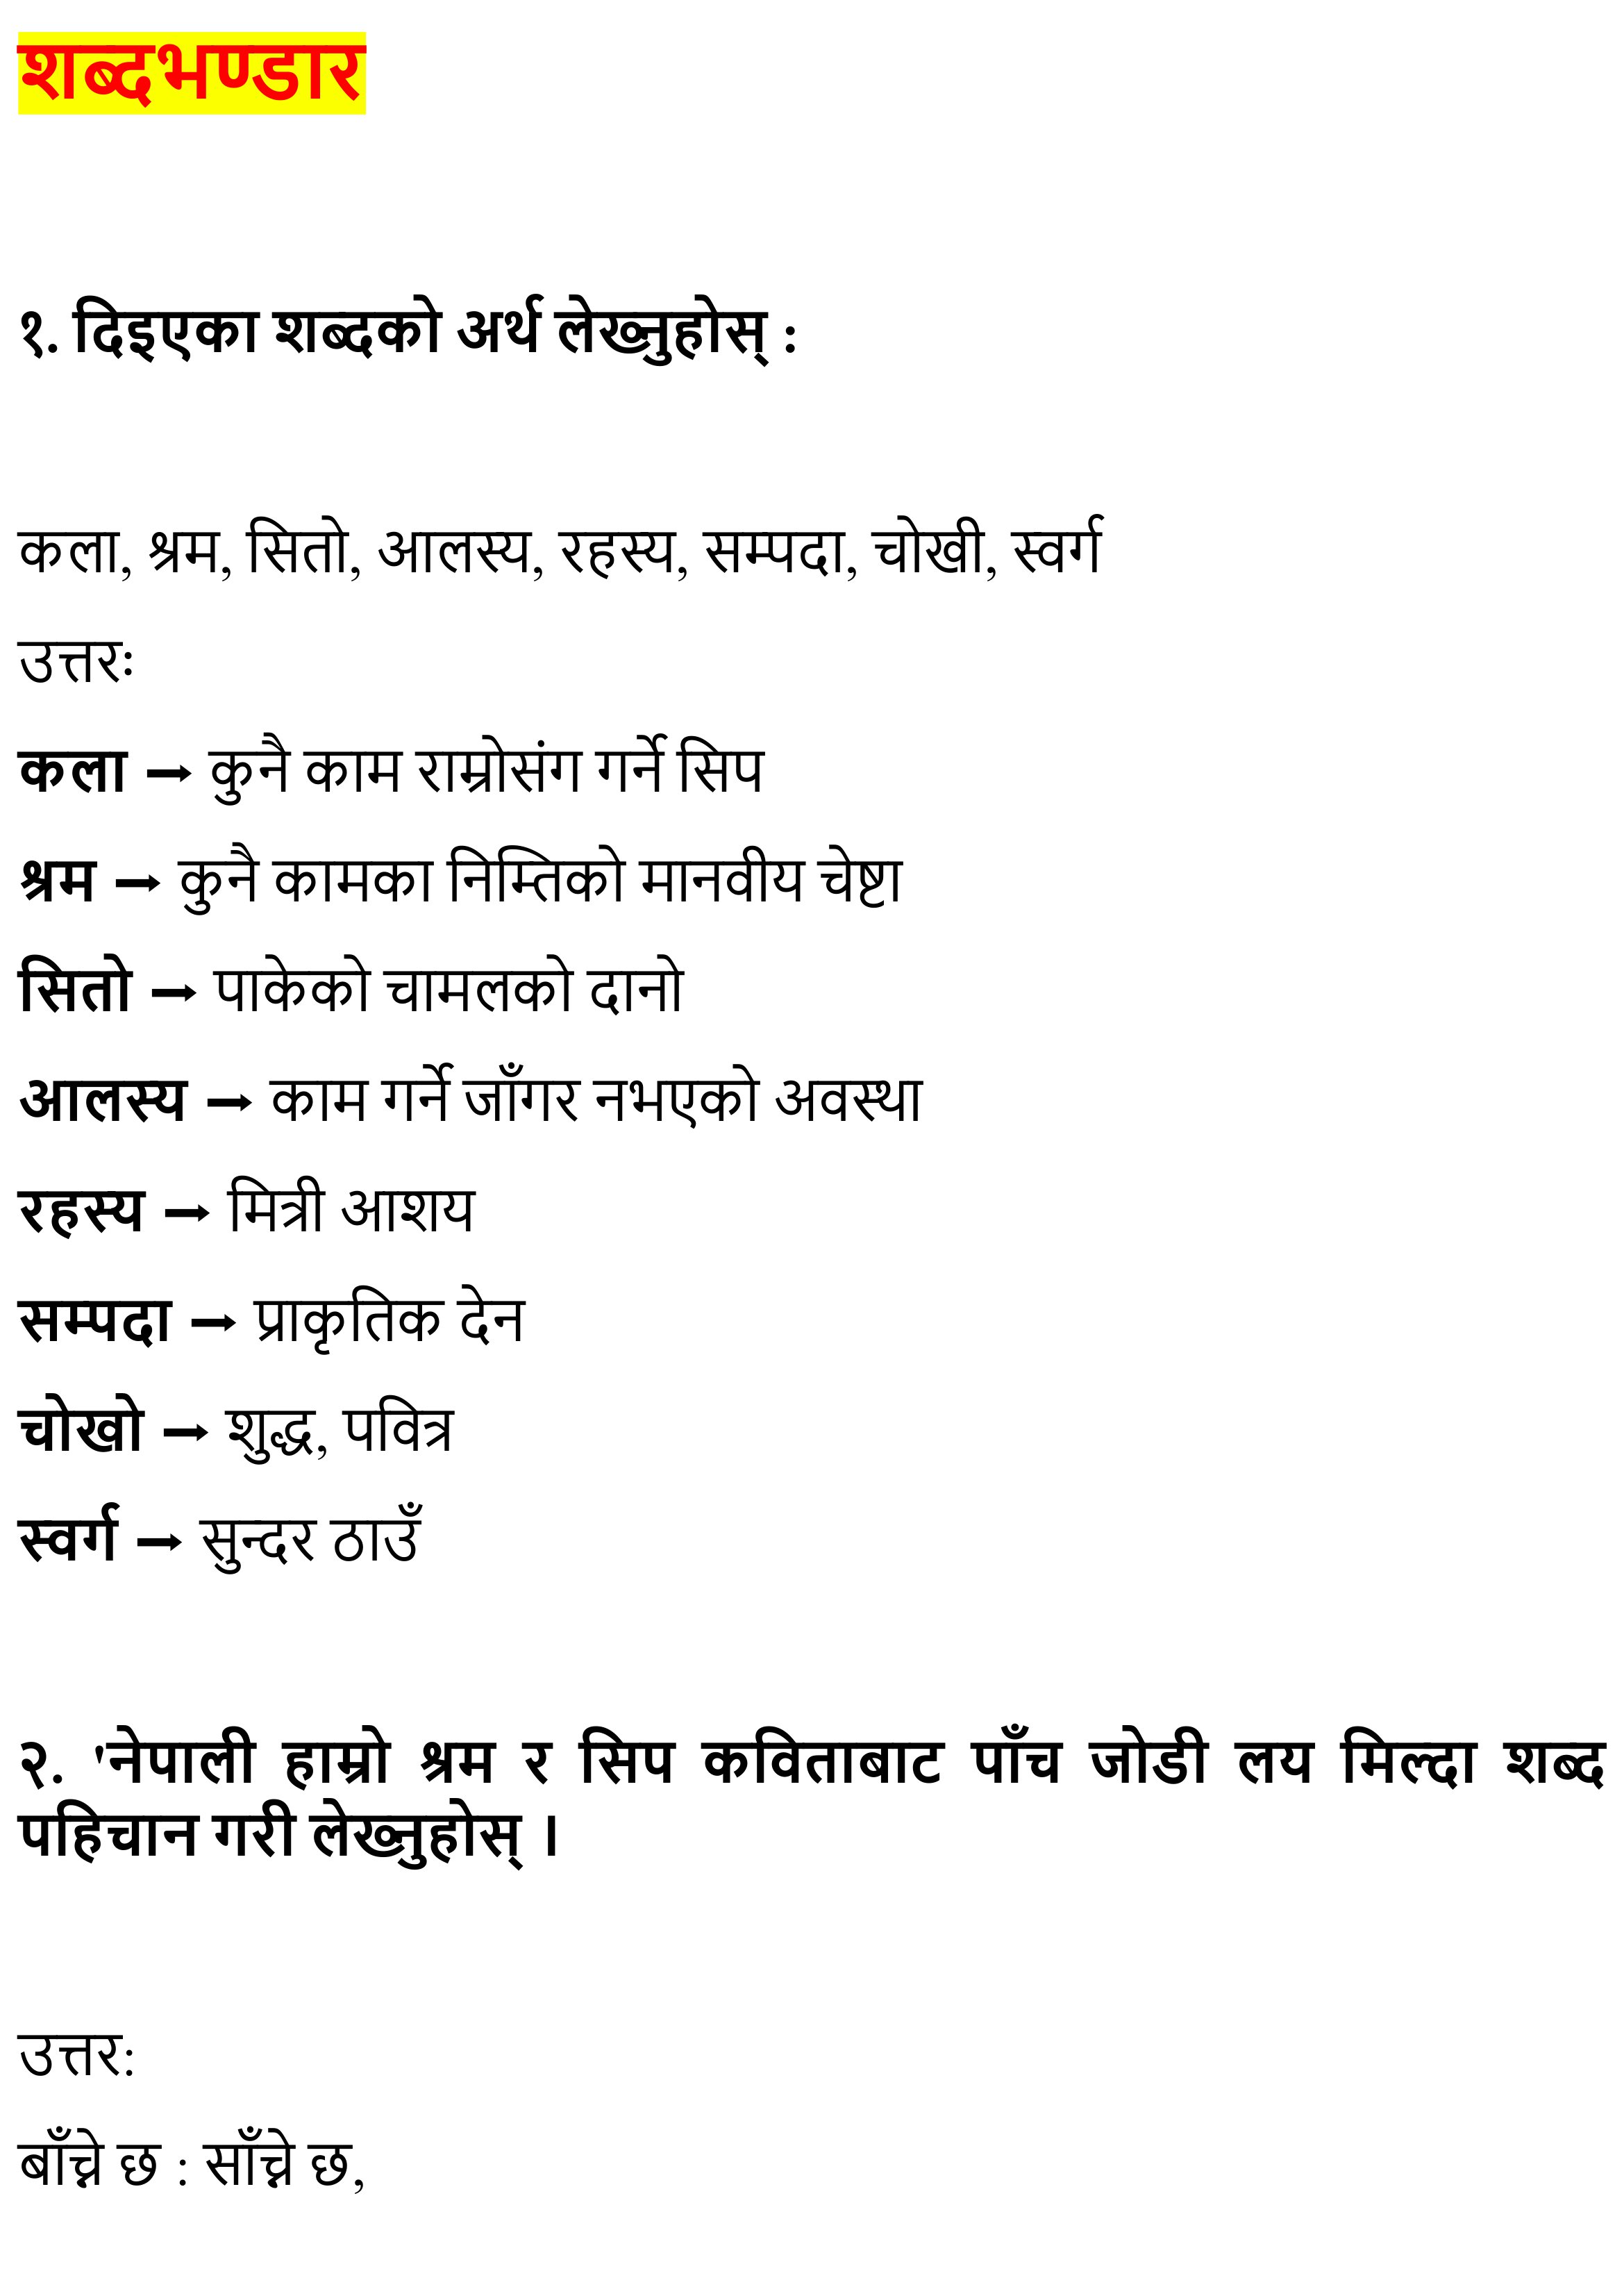 शब्दभण्डार
१. दिइएका शब्दको अर्थ लेख्नुहोस् :
कला, श्रम, सितो, आलस्य, रहस्य, सम्पदा, चोखी, स्वर्ग
उत्तरः
कला → कुनै काम राम्रोसंग गर्ने सिप
श्रम → कुनै कामका निम्तिको मानवीय चेष्टा
सितो → पाकेको चामलको दानो
आलस्य → काम गर्ने जाँगर नभएको अवस्था
रहस्य → मित्री आशय
सम्पदा → प्राकृतिक देन
चोखो → शुद्ध, पवित्र
स्वर्ग → सुन्दर ठाउँ
२. 'नेपाली हाम्रो श्रम र सिप कविताबाट पाँच जोडी लय मिल्दा शब्द
पहिचान गरी लेख्नुहोस् ।
उत्तर:
बाँच्ने छ : साँच्ने छ,